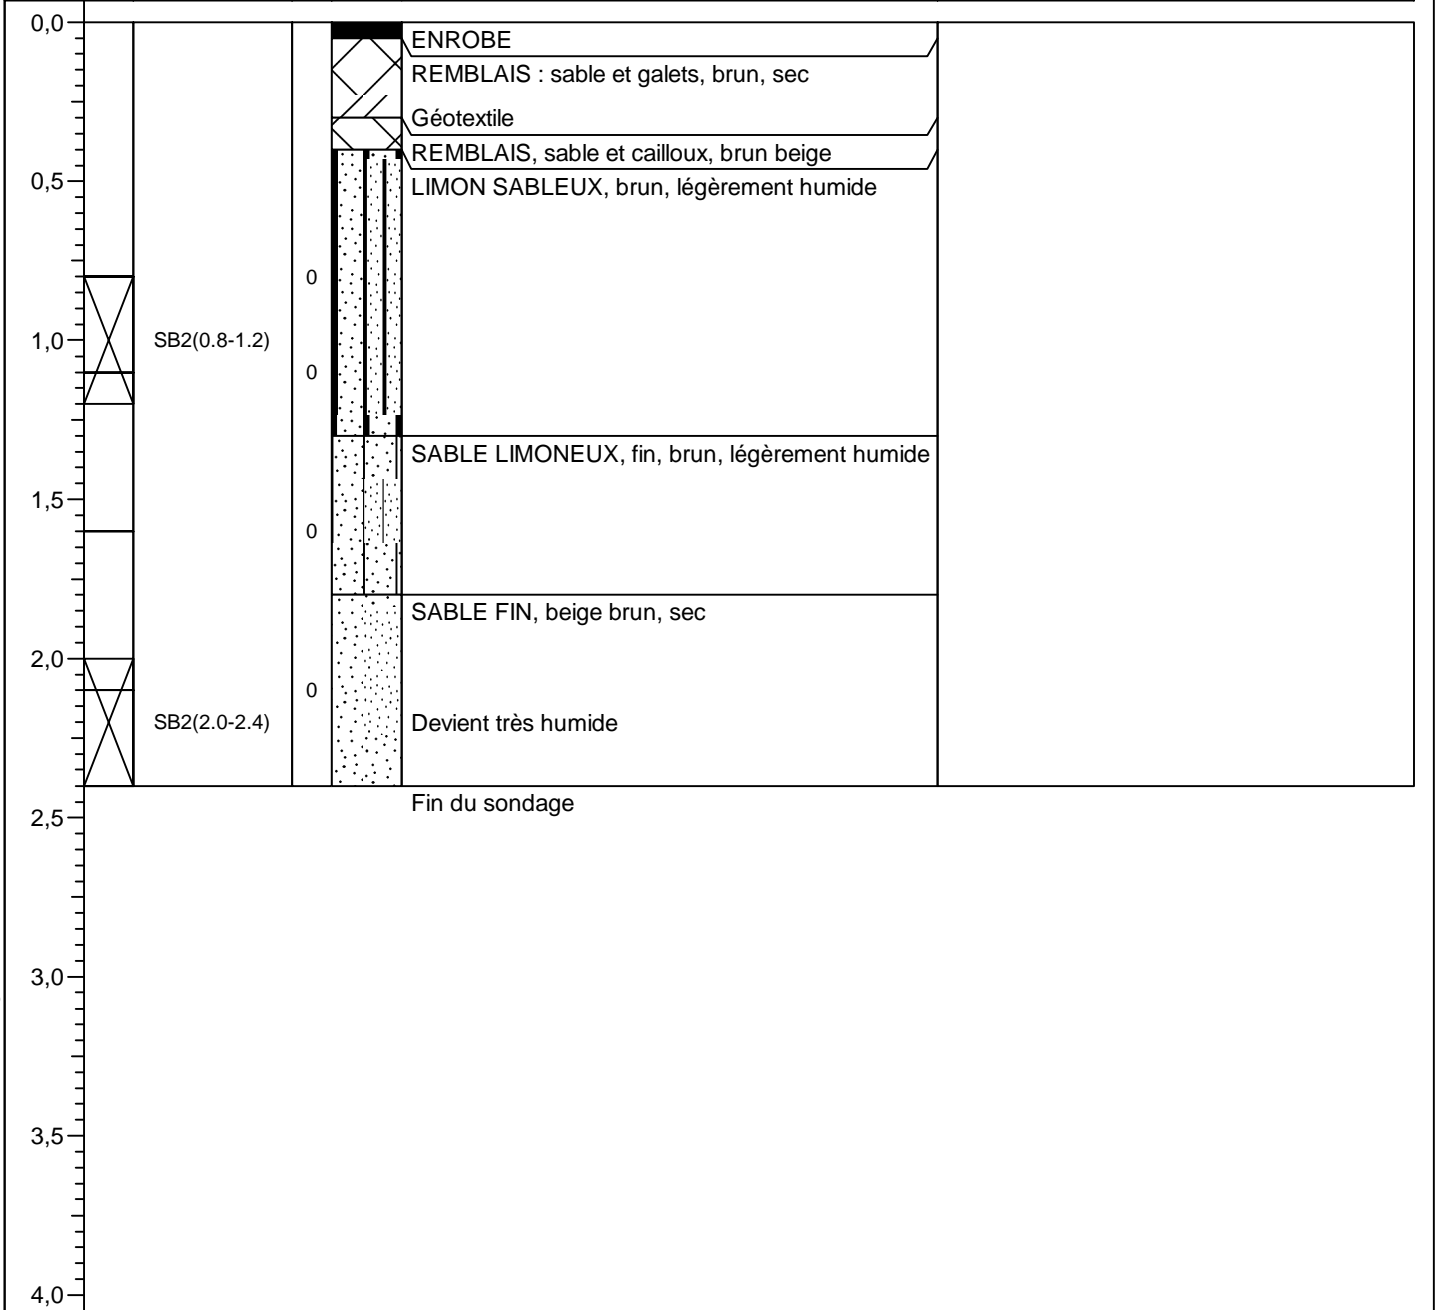 0,0
ENROBE
REMBLAIS : sable et galets, brun, sec
Géotextile
REMBLAIS, sable et cailloux, brun beige
0,5
LIMON SABLEUX, brun, légèrement humide
0
1,0
SB2(0.8-1.2)
0
SABLE LIMONEUX, fin, brun, légèrement humide
1,5
0
SABLE FIN, beige brun, sec
2,0
0
SB2(2.0-2.4)
Devient très humide
Fin du sondage
2,5
3,0
3,5
4,0